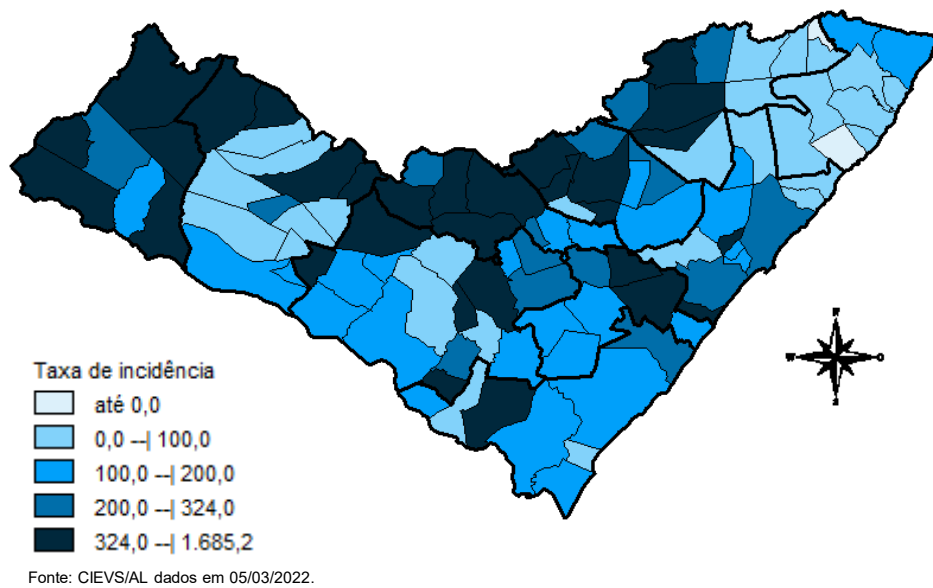 N
W
O
S
Taxa de incidência
até 0,0
0,0 --| 100,0
100,0 --| 200,0
200,0 --| 324,0
324,0 --| 1.685,2
Fonte: CIEVS/AL dados em 05/03/2022.